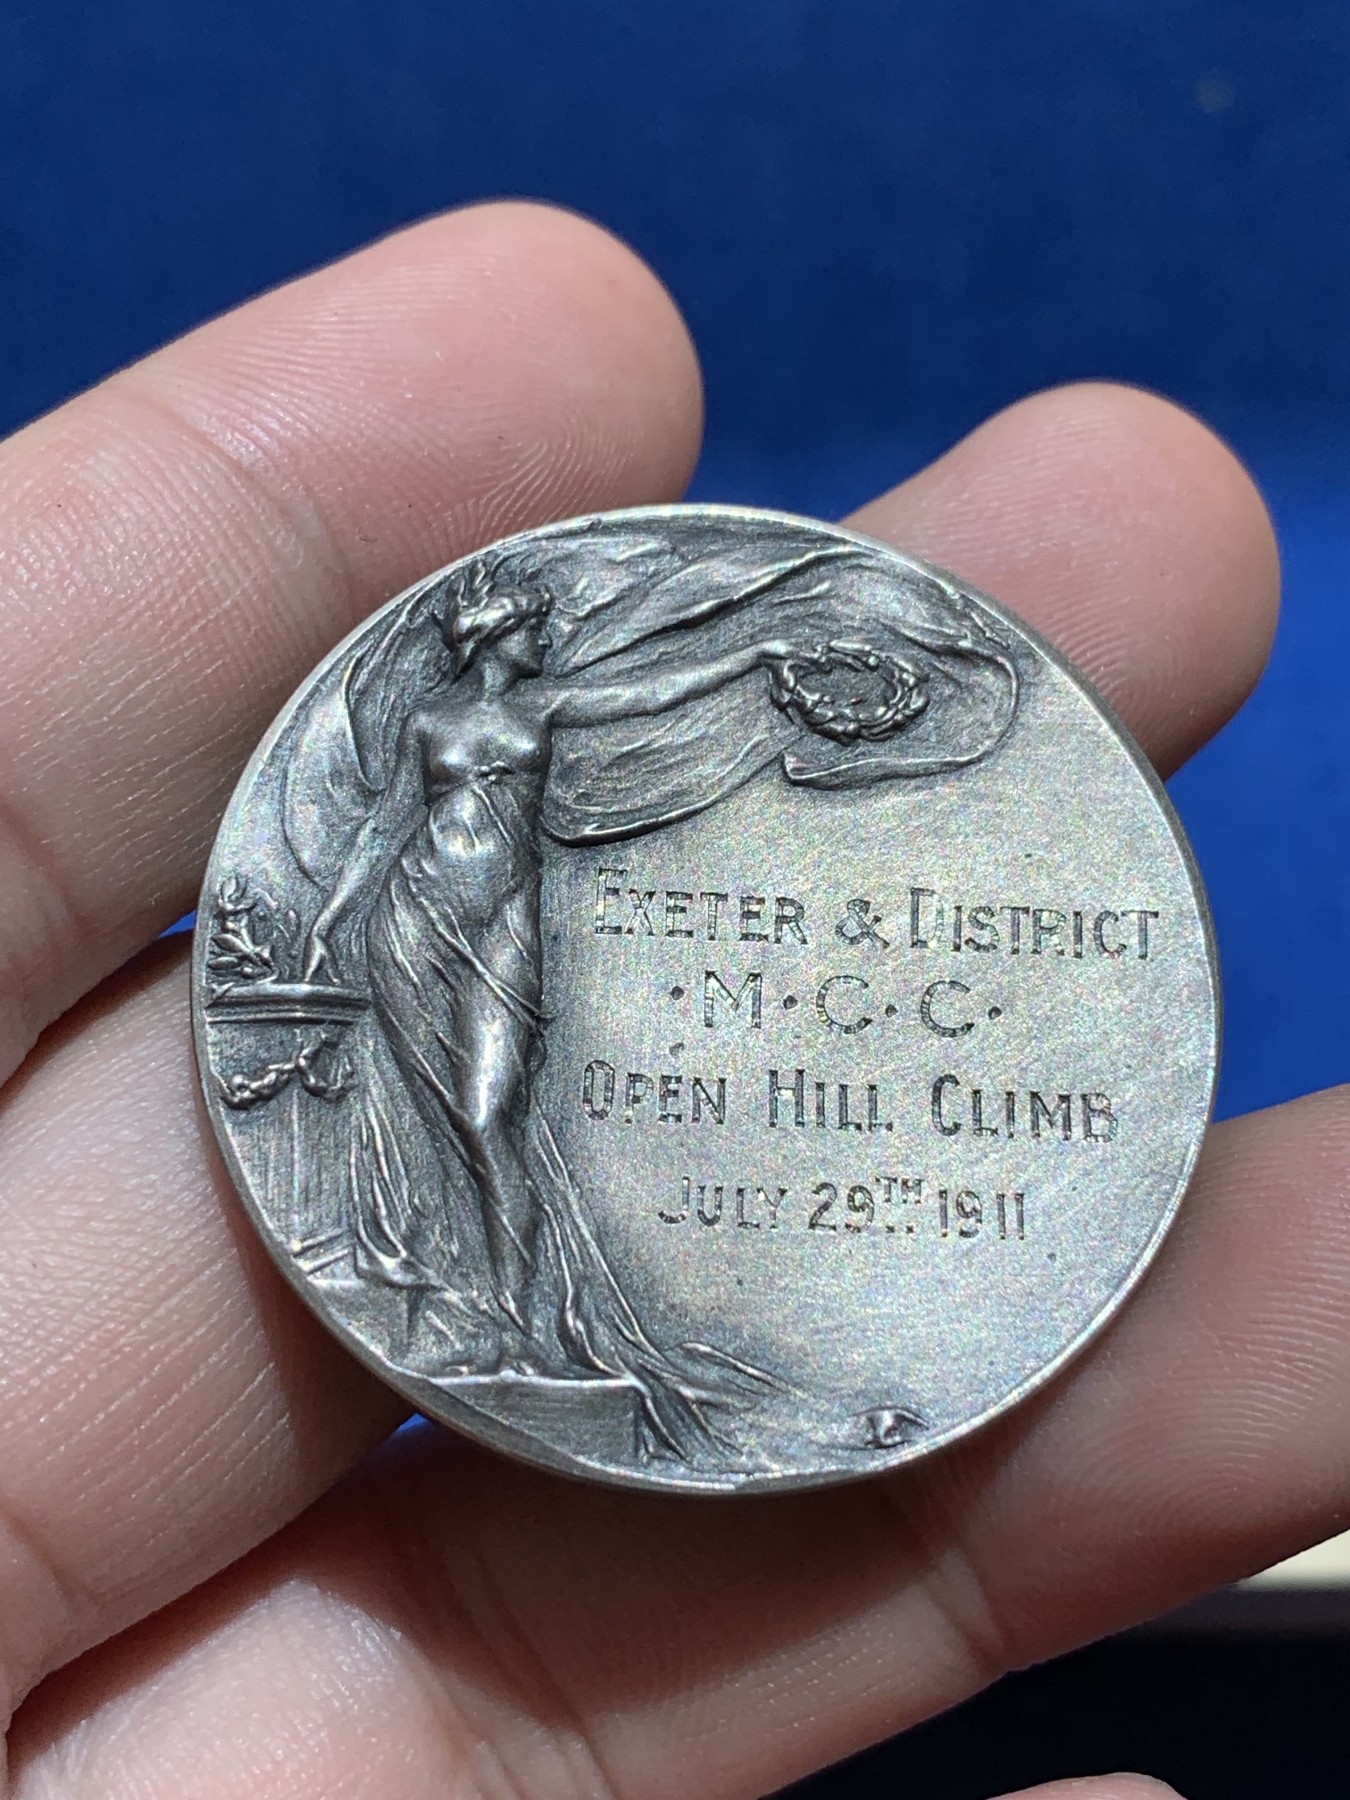 EXETER & DISTRICT
·M·C·C·
OPEN HILL CLIMB
JULY 29TH 1911